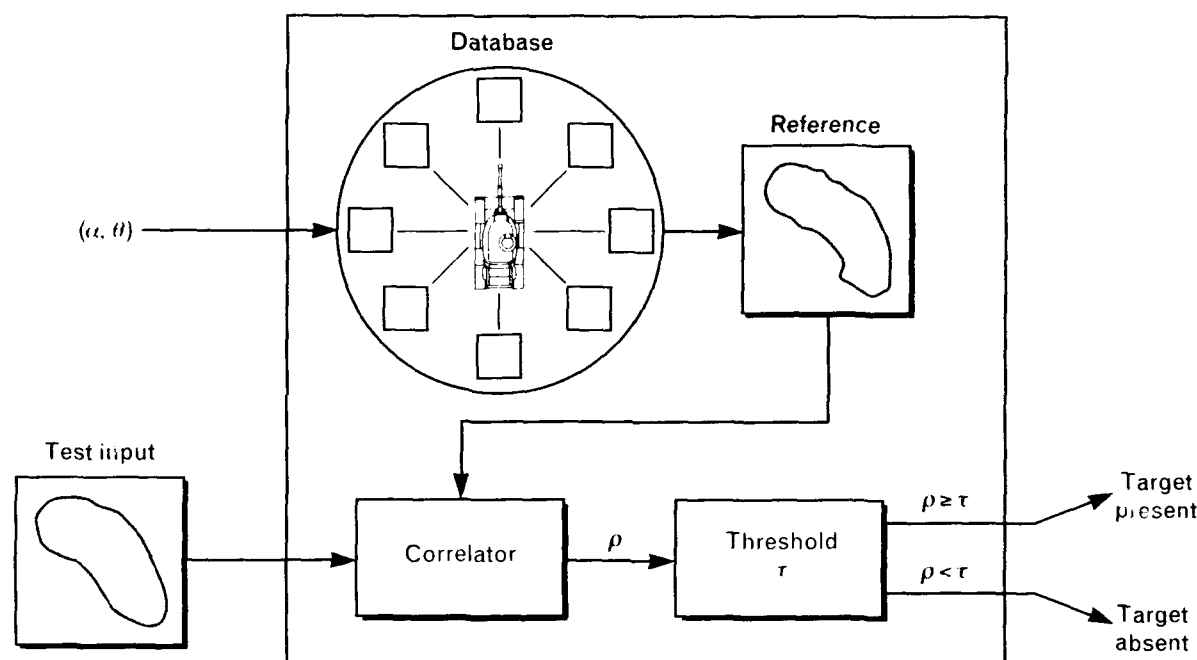 Database
Reference
(α, θ)
Test input
Correlator
ρ
Threshold
τ
ρ ≥ τ
ρ < τ
Target
present
Target
absent